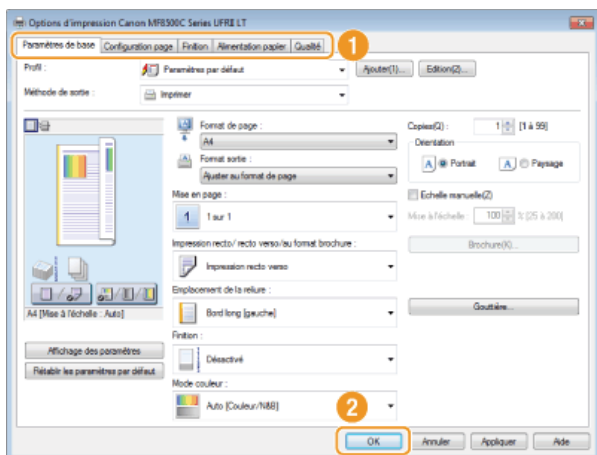 Options d'impression Canon MF8500C Series UFRII LT
Paramètres de base Configuration page Finition Alimentation papier Qualité
1
Profil : Paramètres par défaut Ajouter(1)... Edition(2)...
Méthode de sortie : Imprimer
Format de page : Copies(Q) : 1 [1 à 99]
A4 Orientation
Format sortie : A Portrait A Paysage
Ajuster au format de page
Mise en page : Echelle manuelle(Z)
1 1 sur 1 Mise à l'échelle 100 % [25 à 200]
Impression recto/ recto verso/au format brochure : Brochure(K)...
Impression recto verso
Emplacement de la reliure :
A4 [Mise à l'échelle : Auto] Bord long [gauche] Gouttière...
Finition :
Affichage des paramètres Désactivé
Rétablir les paramètres par défaut
Mode couleur :
Auto [Couleur/N&B] 2
OK Annuler Appliquer Aide